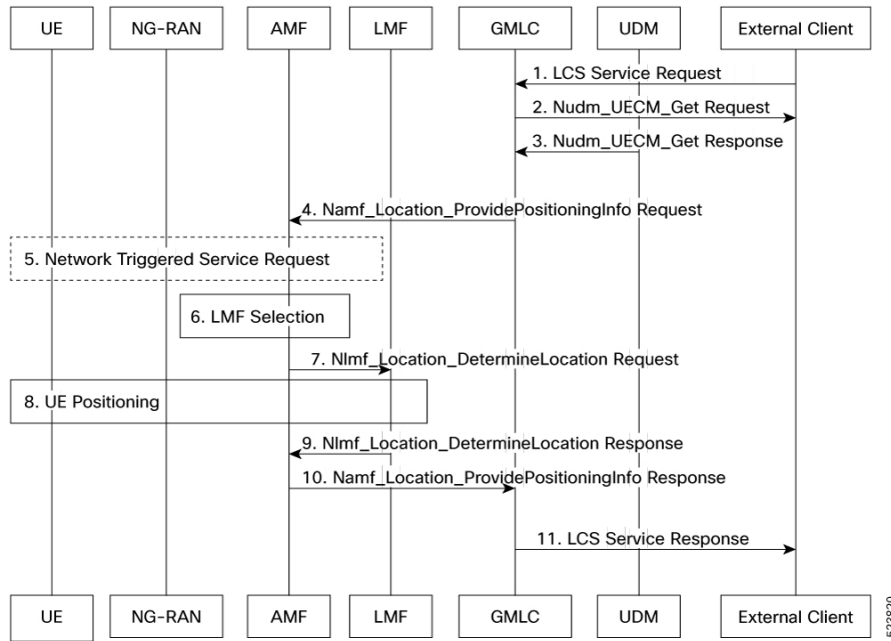 UE NG-RAN AMF LMF GMLC UDM External Client
1. LCS Service Request
2. Nudm_UECM_Get Request
3. Nudm_UECM_Get Response
4. Namf_Location_ProvidePositioningInfo Request
5. Network Triggered Service Request
6. LMF Selection
7. Nlmf_Location_DetermineLocation Request
8. UE Positioning
9. Nlmf_Location_DetermineLocation Response
10. Namf_Location_ProvidePositioningInfo Response
11. LCS Service Response
UE NG-RAN AMF LMF GMLC UDM External Client